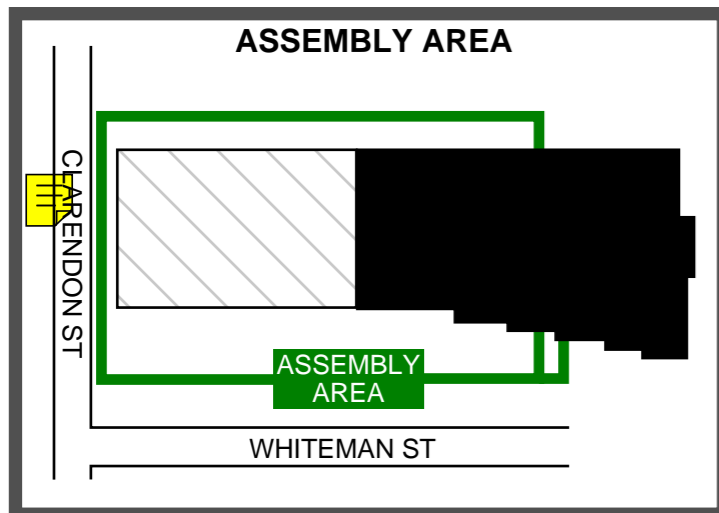 ASSEMBLY AREA
CLARENDON ST
ASSEMBLY
AREA
WHITEMAN ST